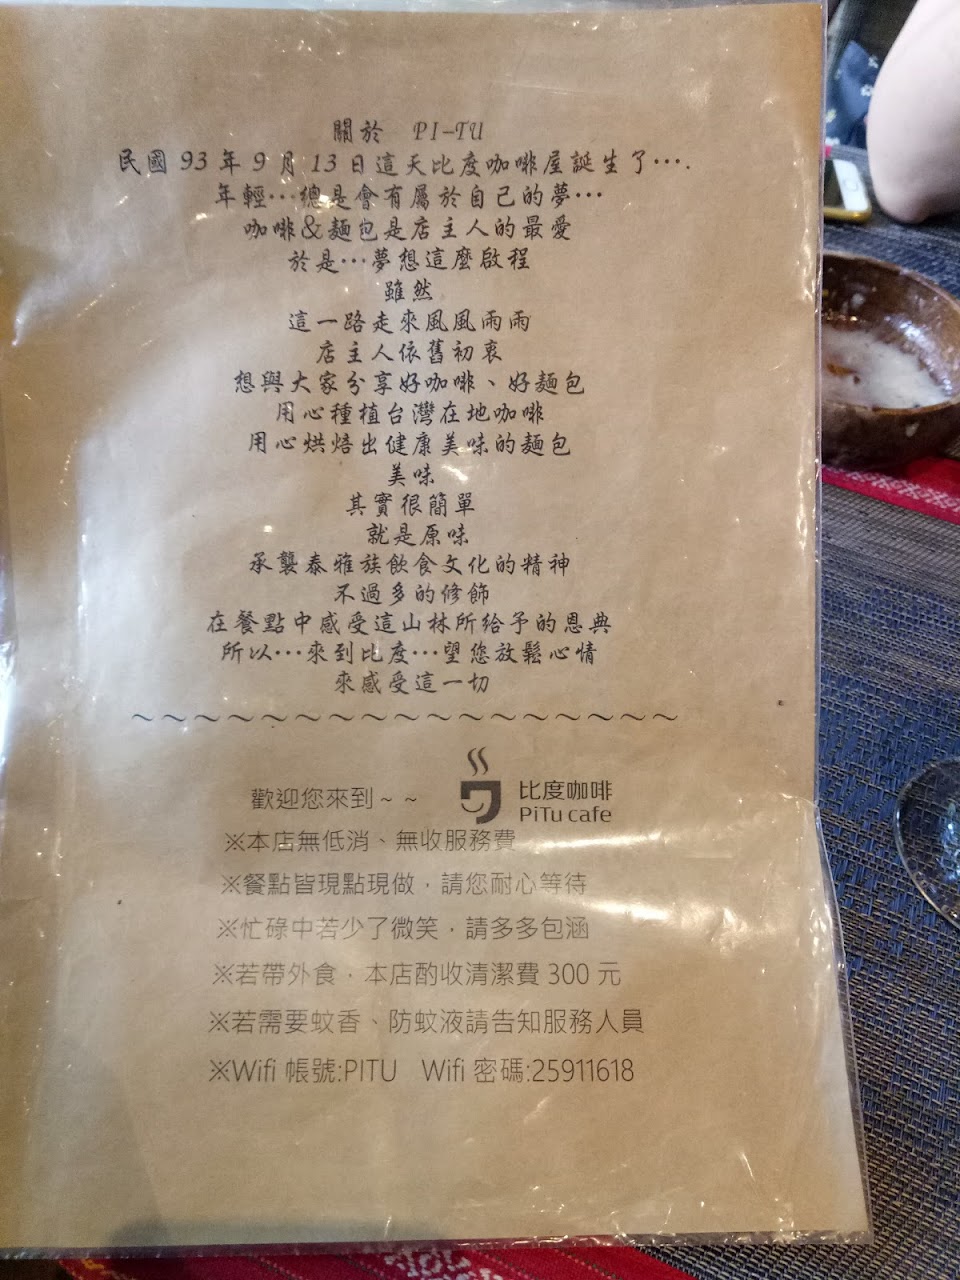 關於 PI-TU
民國 93 年 9 月 13 日這天比度咖啡屋誕生了….
年輕…總是會有屬於自己的夢…
咖啡&麵包是店主人的最愛
於是…夢想這麼啟程
雖然
這一路走來風風雨雨
店主人依舊初衷
想與大家分享好咖啡、好麵包
用心種植台灣在地咖啡
用心烘焙出健康美味的麵包
美味
其實很簡單
就是原味
承襲泰雅族飲食文化的精神
不過多的修飾
在餐點中感受這山林所給予的恩典
所以…來到比度…望您放鬆心情
來感受這一切
～～～～～～～～～～～～～～～～～～
歡迎您來到~ ~ 比度咖啡
PiTu cafe
※本店無低消、無收服務費
※餐點皆現點現做，請您耐心等待
※忙碌中若少了微笑，請多多包涵
※若帶外食，本店酌收清潔費 300 元
※若需要蚊香、防蚊液請告知服務人員
※Wifi 帳號:PITU Wifi 密碼:25911618